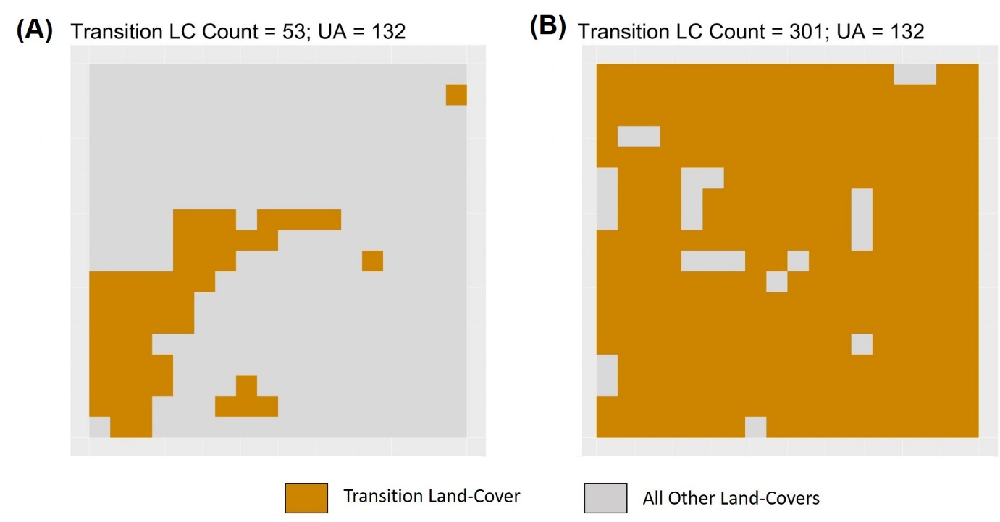 (A) Transition LC Count = 53; UA = 132
(B) Transition LC Count = 301; UA = 132
Transition Land-Cover
All Other Land-Covers